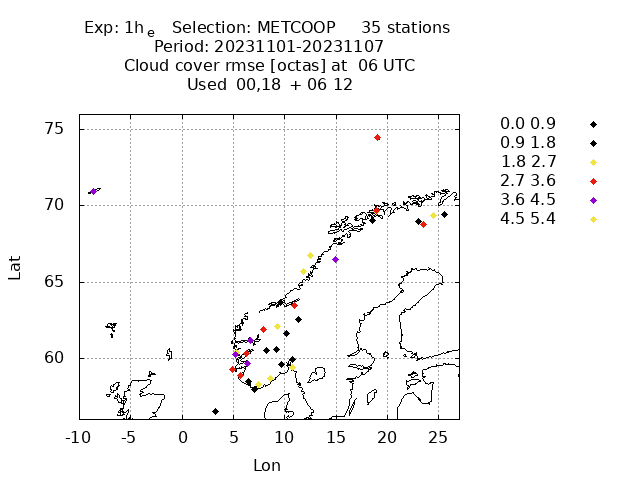 Exp: 1h e Selection: METCOOP 35 stations
Period: 20231101-20231107
Cloud cover rmse [octas] at 06 UTC
Used 00,18 + 06 12
0.0 0.9
0.9 1.8
1.8 2.7
2.7 3.6
3.6 4.5
4.5 5.4
75
70
65
60
Lat
-10 -5 0 5 10 15 20 25
Lon